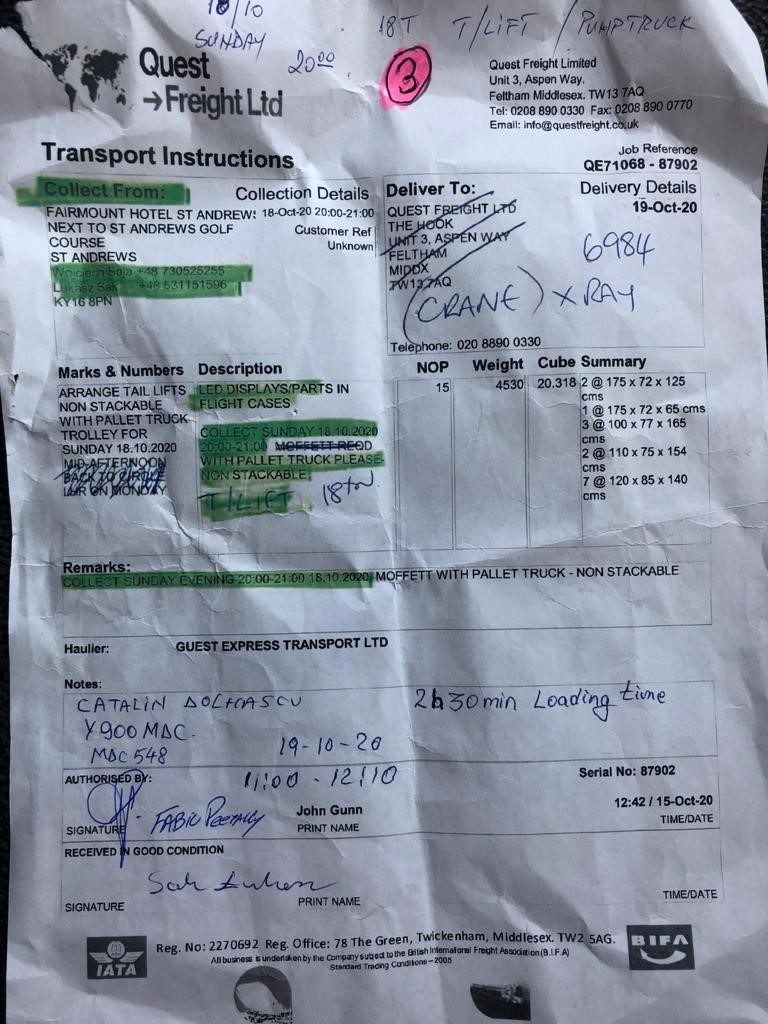 18/10
SUNDAY
20⁰⁰
18T T/LIFT / PUMPTRUCK
3
Quest
→Freight Ltd
Quest Freight Limited
Unit 3, Aspen Way.
Feltham Middlesex. TW13 7AQ
Tel: 0208 890 0330 Fax: 0208 890 0770
Email: info@questfreight.co.uk
Transport Instructions
Job Reference
QE71068 - 87902
Collect From: Collection Details
FAIRMOUNT HOTEL ST ANDREWS 18-Oct-20 20:00-21:00
NEXT TO ST ANDREWS GOLF Customer Ref
COURSE Unknown
ST ANDREWS
Wojciech Soja +48 730525255
Lukasz Sak +48 531151596
KY16 8PN
Deliver To: Delivery Details
QUEST FREIGHT LTD 19-Oct-20
THE HOOK
UNIT 3, ASPEN WAY
FELTHAM
MIDDX
TW13 7AQ
6984
(CRANE) X RAY
Telephone: 020 8890 0330
Marks & Numbers
ARRANGE TAIL LIFTS
NON STACKABLE
WITH PALLET TRUCK
TROLLEY FOR
SUNDAY 18.10.2020
MID-AFTERNOON
BACK TO
LHR ON MONDAY
Description
LED DISPLAYS/PARTS IN
FLIGHT CASES
COLLECT SUNDAY 18.10.2020
20:00-21:00 MOFFETT REQD
WITH PALLET TRUCK PLEASE-
NON STACKABLE
T/LIFT 18ton.
NOP Weight Cube Summary
15 4530 20.318 2 @ 175 x 72 x 125
cms
1 @ 175 x 72 x 65 cms
3 @ 100 x 77 x 165
cms
2 @ 110 x 75 x 154
cms
7 @ 120 x 85 x 140
cms
Remarks:
COLLECT SUNDAY EVENING 20:00-21:00 18.10.2020 MOFFETT WITH PALLET TRUCK - NON STACKABLE
Haulier: GUEST EXPRESS TRANSPORT LTD
Notes:
CATALIN 2h 30min Loading time
Y900 MDC.
MDC 548 19-10-20
11:00 - 12:10
AUTHORISED BY: Serial No: 87902
John Gunn 12:42 / 15-Oct-20
SIGNATURE PRINT NAME TIME/DATE
RECEIVED IN GOOD CONDITION
SIGNATURE PRINT NAME TIME/DATE
Reg. No: 2270692 Reg. Office: 78 The Green, Twickenham, Middlesex. TW2 5AG.
All business is undertaken by the Company subject to the British International Freight Association (B.I.F.A)
Standard Trading Conditions – 2005
IATA
BIFA